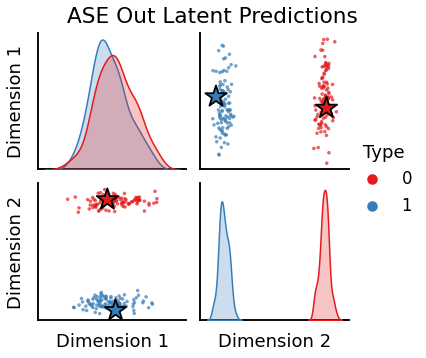 ASE Out Latent Predictions
Dimension 1
Type
0
1
Dimension 2
Dimension 1
Dimension 2